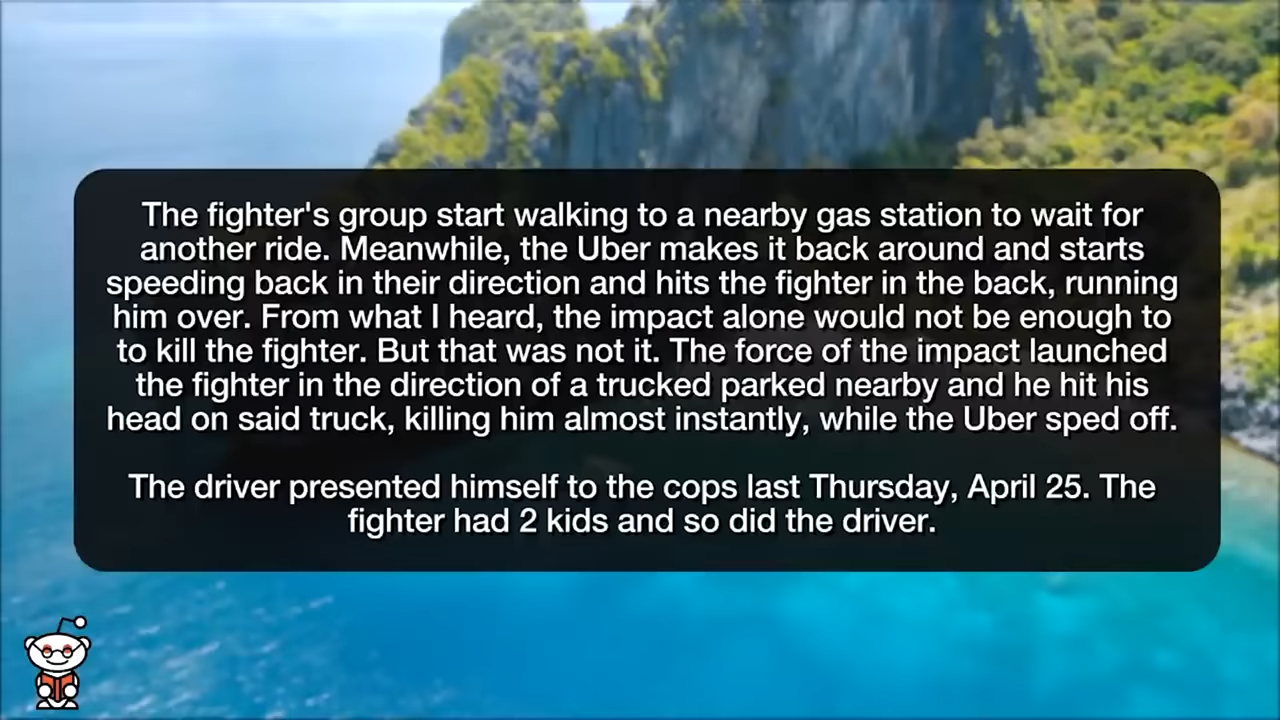 The fighter's group start walking to a nearby gas station to wait for
another ride. Meanwhile, the Uber makes it back around and starts
speeding back in their direction and hits the fighter in the back, running
him over. From what I heard, the impact alone would not be enough to
to kill the fighter. But that was not it. The force of the impact launched
the fighter in the direction of a trucked parked nearby and he hit his
head on said truck, killing him almost instantly, while the Uber sped off.
The driver presented himself to the cops last Thursday, April 25. The
fighter had 2 kids and so did the driver.